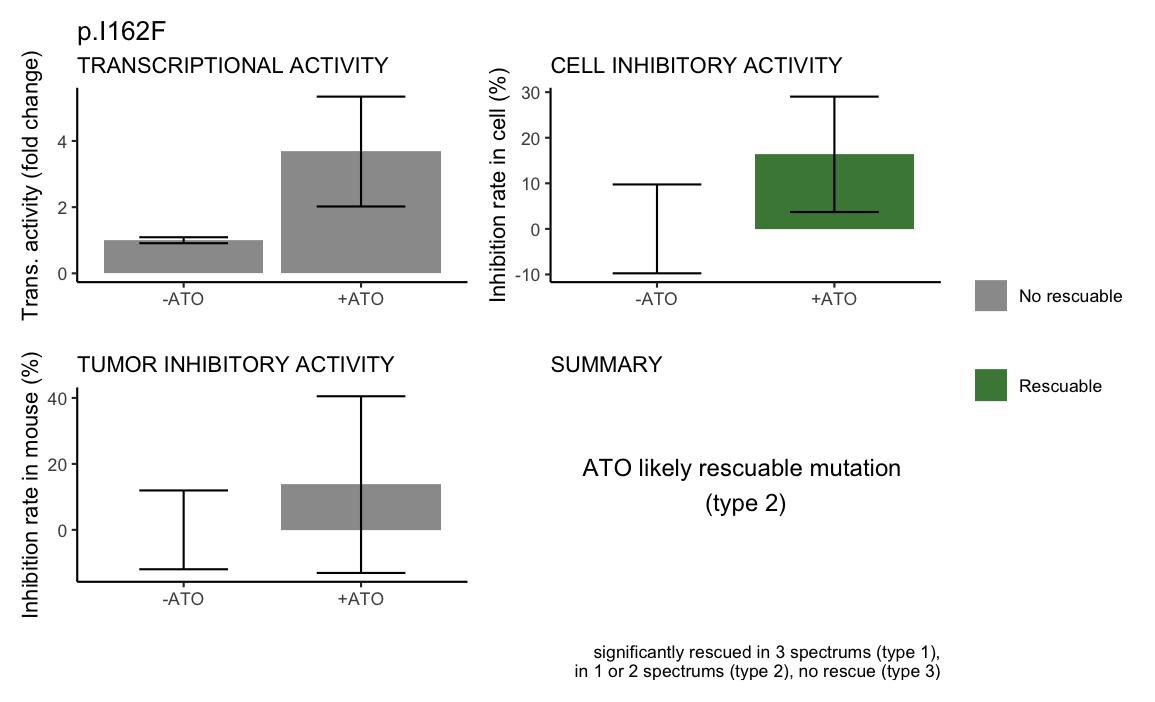 p.I162F
TRANSCRIPTIONAL ACTIVITY
Trans. activity (fold change)
4
2
0
-ATO
+ATO
CELL INHIBITORY ACTIVITY
Inhibition rate in cell (%)
30
20
10
0
-10
-ATO
+ATO
No rescuable
Rescuable
TUMOR INHIBITORY ACTIVITY
Inhibition rate in mouse (%)
40
20
0
-ATO
+ATO
SUMMARY
ATO likely rescuable mutation
(type 2)
significantly rescued in 3 spectrums (type 1),
in 1 or 2 spectrums (type 2), no rescue (type 3)